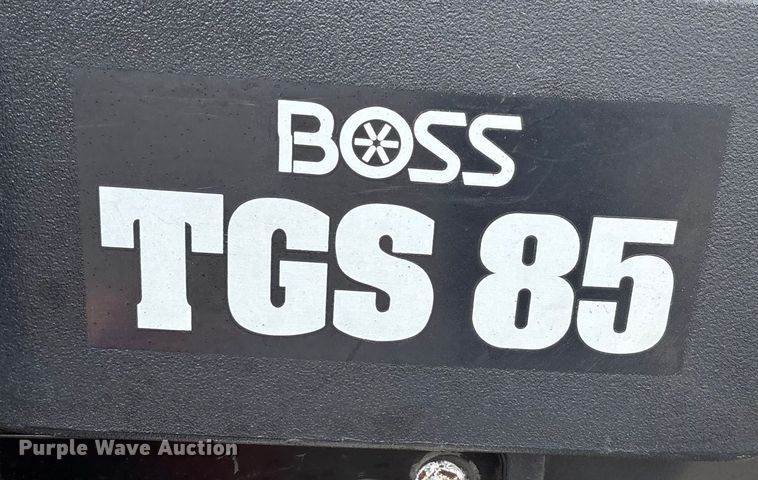 BOSS
TGS 85
Purple Wave Auction